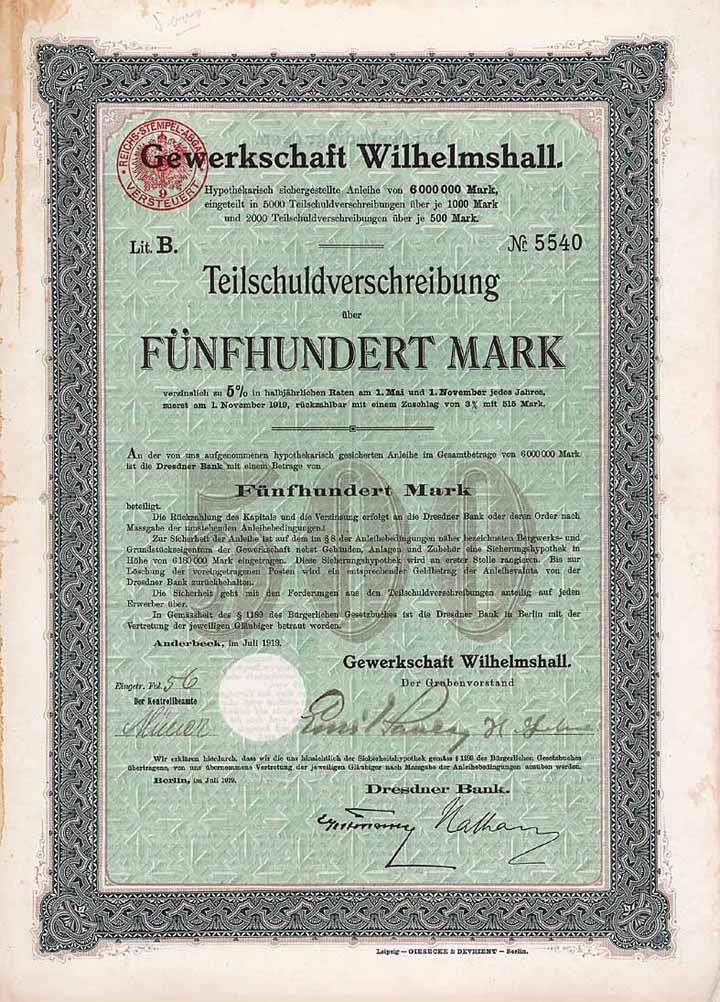 REICHS-STEMPEL-ABGABE
9
VERSTEUERT
Gewerkschaft Wilhelmshall.
Hypothekarisch sichergestellte Anleihe von 6 000 000 Mark,
eingeteilt in 5000 Teilschuldverschreibungen über je 1000 Mark
und 2000 Teilschuldverschreibungen über je 500 Mark.
Lit. B. № 5540
Teilschuldverschreibung
über
FÜNFHUNDERT MARK
verzinslich zu 5% in halbjährlichen Raten am 1. Mai und 1. November jedes Jahres,
zuerst am 1. November 1919, rückzahlbar mit einem Zuschlag von 3% mit 515 Mark.
An der von uns aufgenommenen hypothekarisch gesicherten Anleihe im Gesamtbetrage von 6 000 000 Mark
ist die Dresdner Bank mit einem Betrage von
Fünfhundert Mark
beteiligt.
500
Die Rückzahlung des Kapitals und die Verzinsung erfolgt an die Dresdner Bank oder deren Order nach
Massgabe der umstehenden Anleihebedingungen.
Zur Sicherheit der Anleihe ist auf dem im § 8 der Anleihebedingungen näher bezeichneten Bergwerks- und
Grundstückseigentum der Gewerkschaft nebst Gebäuden, Anlagen und Zubehör eine Sicherungshypothek in
Höhe von 6 180 000 Mark eingetragen. Diese Sicherungshypothek wird an erster Stelle rangieren. Bis zur
Löschung der voreingetragenen Posten wird ein entsprechender Geldbetrag der Anleihevaluta von der
Dresdner Bank zurückbehalten.
Die Sicherheit geht mit den Forderungen aus den Teilschuldverschreibungen anteilig auf jeden
Erwerber über.
In Gemässheit des § 1189 des Bürgerlichen Gesetzbuches ist die Dresdner Bank in Berlin mit der
Vertretung der jeweiligen Gläubiger betraut worden.
Anderbeck, im Juli 1919.
Gewerkschaft Wilhelmshall.
Der Grubenvorstand
Eingetr. Fol. 56
Der Kontrollbeamte
Wir erklären hierdurch, dass wir die uns hinsichtlich der Sicherheitshypothek gemäss § 1189 des Bürgerlichen Gesetzbuches
übertragene, von uns übernommene Vertretung der jeweiligen Gläubiger nach Massgabe der Anleihebedingungen ausüben werden.
Berlin, im Juli 1919.
Dresdner Bank.
Nathan
Leipzig — GIESECKE & DEVRIENT — Berlin.